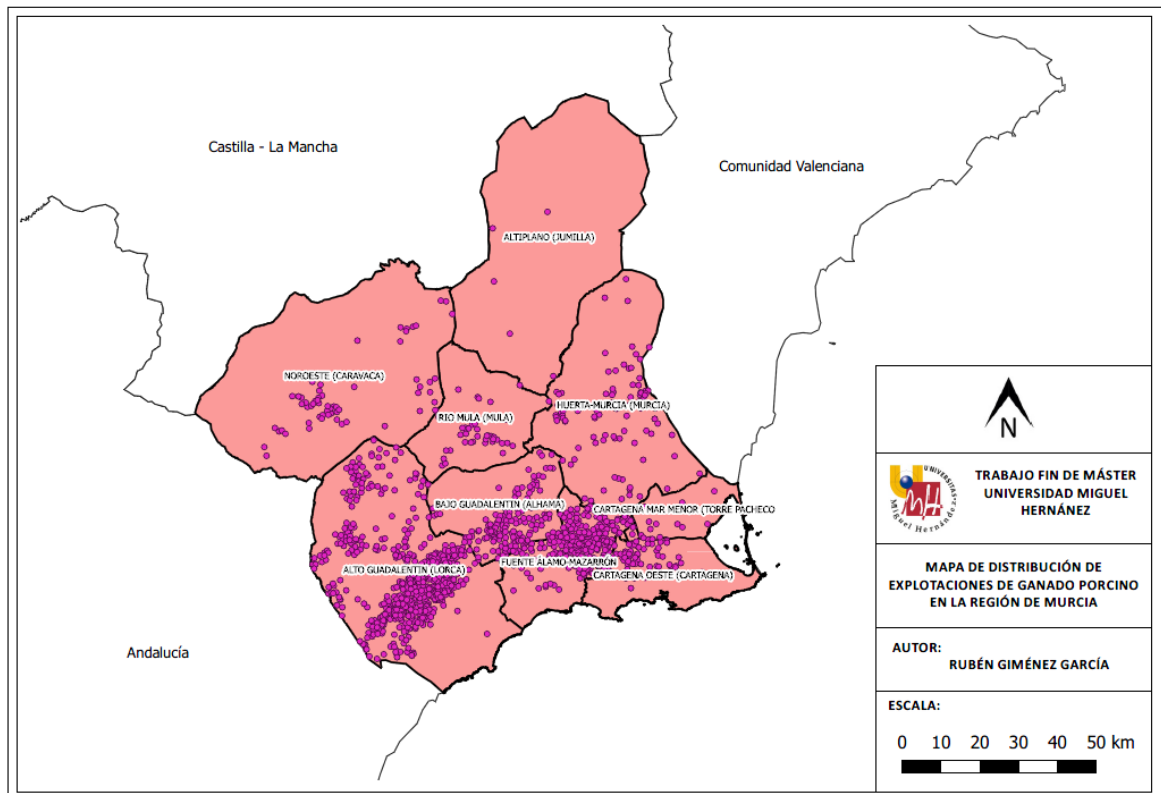 Castilla - La Mancha
Comunidad Valenciana
ALTIPLANO (JUMILLA)
NOROESTE (CARAVACA)
HUERTA-MURCIA (MURCIA)
RIO MULA (MULA)
BAJO GUADALENTIN (ALHAMA)
CARTAGENA MAR MENOR (TORRE PACHECO
FUENTE ÁLAMO-MAZARRÓN
ALTO GUADALENTIN (LORCA)
CARTAGENA OESTE (CARTAGENA)
Andalucía
N
UNIVERSITAS
Miguel Hernández
TRABAJO FIN DE MÁSTER
UNIVERSIDAD MIGUEL
HERNÁNEZ
MAPA DE DISTRIBUCIÓN DE
EXPLOTACIONES DE GANADO PORCINO
EN LA REGIÓN DE MURCIA
AUTOR:
RUBÉN GIMÉNEZ GARCÍA
ESCALA:
0 10 20 30 40 50 km